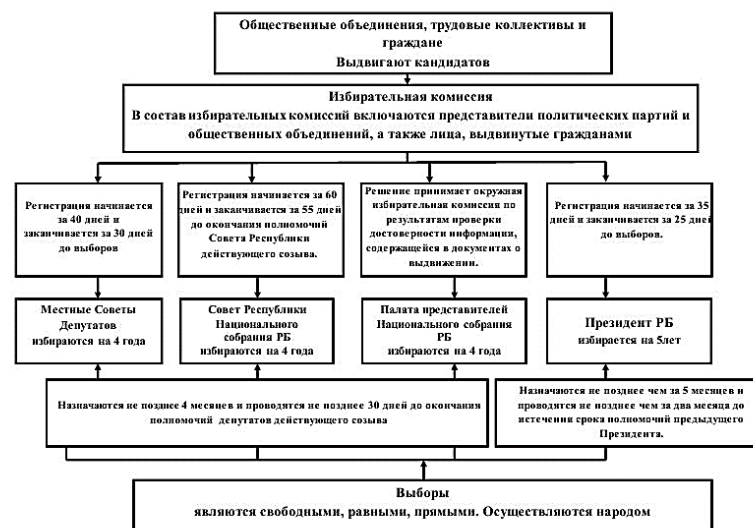 Общественные объединения, трудовые коллективы и
граждане
Выдвигают кандидатов
Избирательная комиссия
В состав избирательных комиссий включаются представители политических партий и
общественных объединений, а также лица, выдвинутые гражданами
Регистрация начинается
за 40 дней и
заканчивается за 30 дней
до выборов
Регистрация начинается за 60
дней и заканчивается за 55 дней
до окончания полномочий
Совета Республики
действующего созыва.
Решение принимает окружная
избирательная комиссия по
результатам проверки
достоверности информации,
содержащейся в документах о
выдвижении.
Регистрация начинается за 35
дней и заканчивается за 25 дней
до выборов.
Местные Советы
Депутатов
избираются на 4 года
Совет Республики
Национального
собрания РБ
избираются на 4 года
Палата представителей
Национального собрания
РБ
избираются на 4 года
Президент РБ
избирается на 5лет
Назначаются не позднее 4 месяцев и проводятся не позднее 30 дней до окончания
полномочий депутатов действующего созыва
Назначаются не позднее чем за 5 месяцев и
проводятся не позднее чем за два месяца до
истечения срока полномочий предыдущего
Президента.
Выборы
являются свободными, равными, прямыми. Осуществляются народом